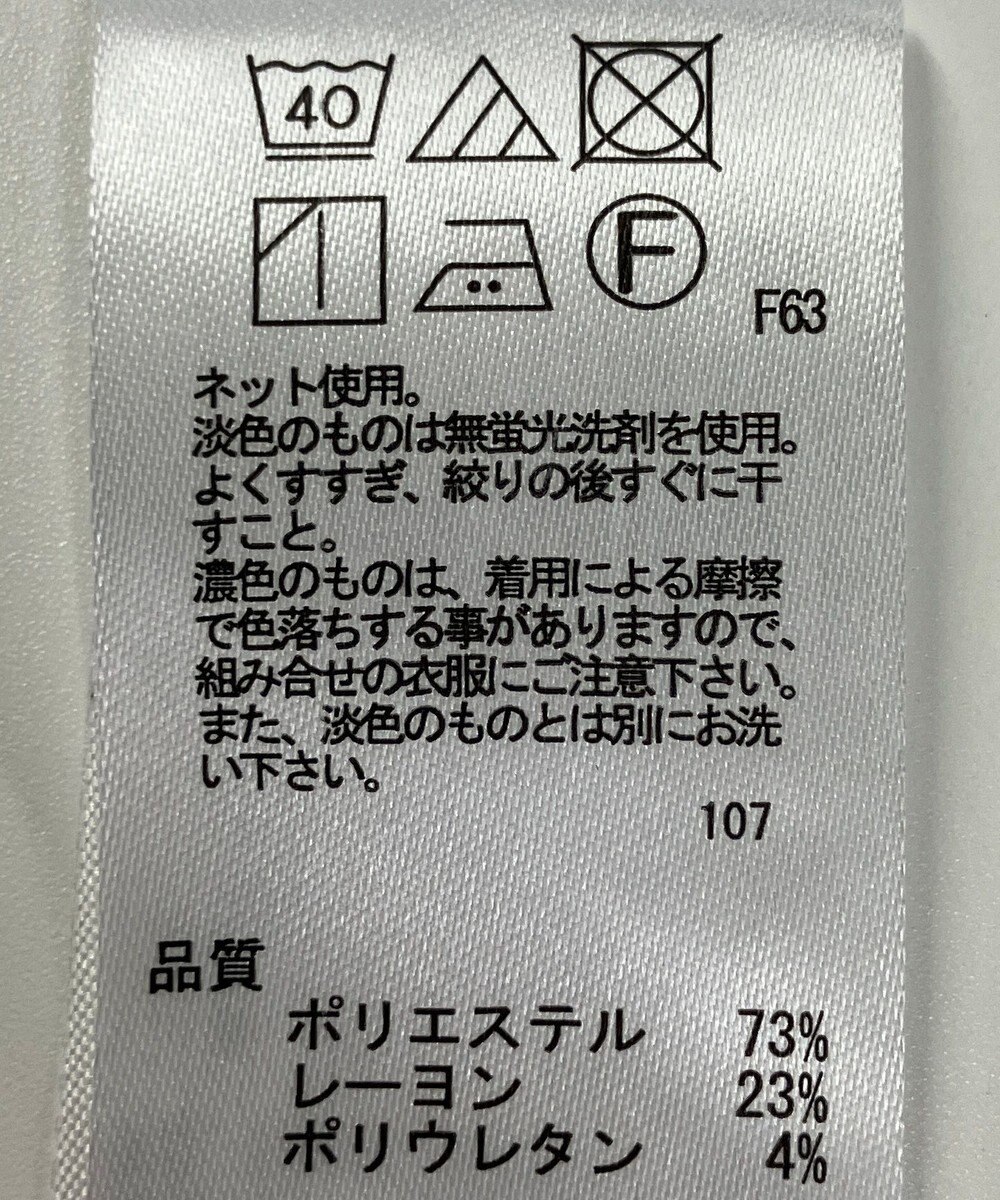 40
F
F63
ネット使用。
淡色のものは無蛍光洗剤を使用。
よくすすぎ、絞りの後すぐに干
すこと。
濃色のものは、着用による摩擦
で色落ちする事がありますので、
組み合せの衣服にご注意下さい。
また、淡色のものとは別にお洗
い下さい。
107
品質
ポリエステル 73%
レーヨン 23%
ポリウレタン 4%